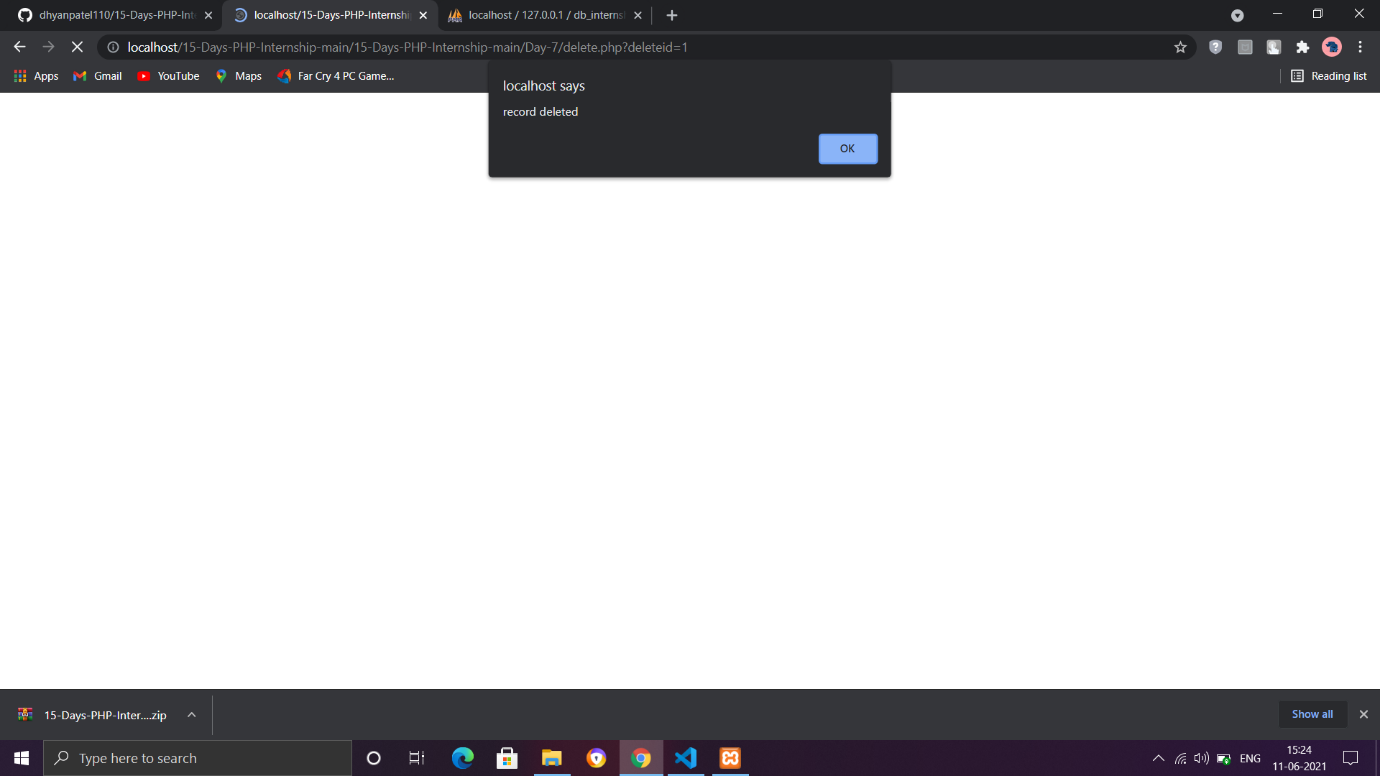 dhyanpatel110/15-Days-PHP-Int
localhost/15-Days-PHP-Internshi
localhost / 127.0.0.1 / db_interns
localhost/15-Days-PHP-Internship-main/15-Days-PHP-Internship-main/Day-7/delete.php?deleteid=1
Apps
Gmail
YouTube
Maps
Far Cry 4 PC Game...
Reading list
localhost says
record deleted
OK
15-Days-PHP-Inter....zip
Show all
Type here to search
ENG
15:24
11-06-2021